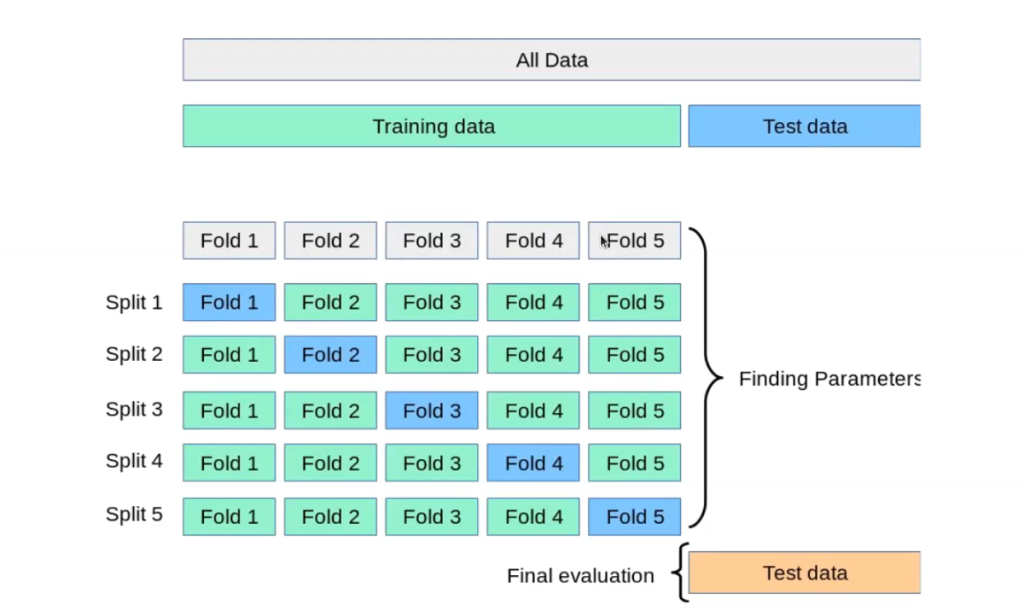 All Data
Training data Test data
Fold 1 Fold 2 Fold 3 Fold 4 Fold 5
Split 1 Fold 1 Fold 2 Fold 3 Fold 4 Fold 5
Split 2 Fold 1 Fold 2 Fold 3 Fold 4 Fold 5
Finding Parameters
Split 3 Fold 1 Fold 2 Fold 3 Fold 4 Fold 5
Split 4 Fold 1 Fold 2 Fold 3 Fold 4 Fold 5
Split 5 Fold 1 Fold 2 Fold 3 Fold 4 Fold 5
Final evaluation Test data